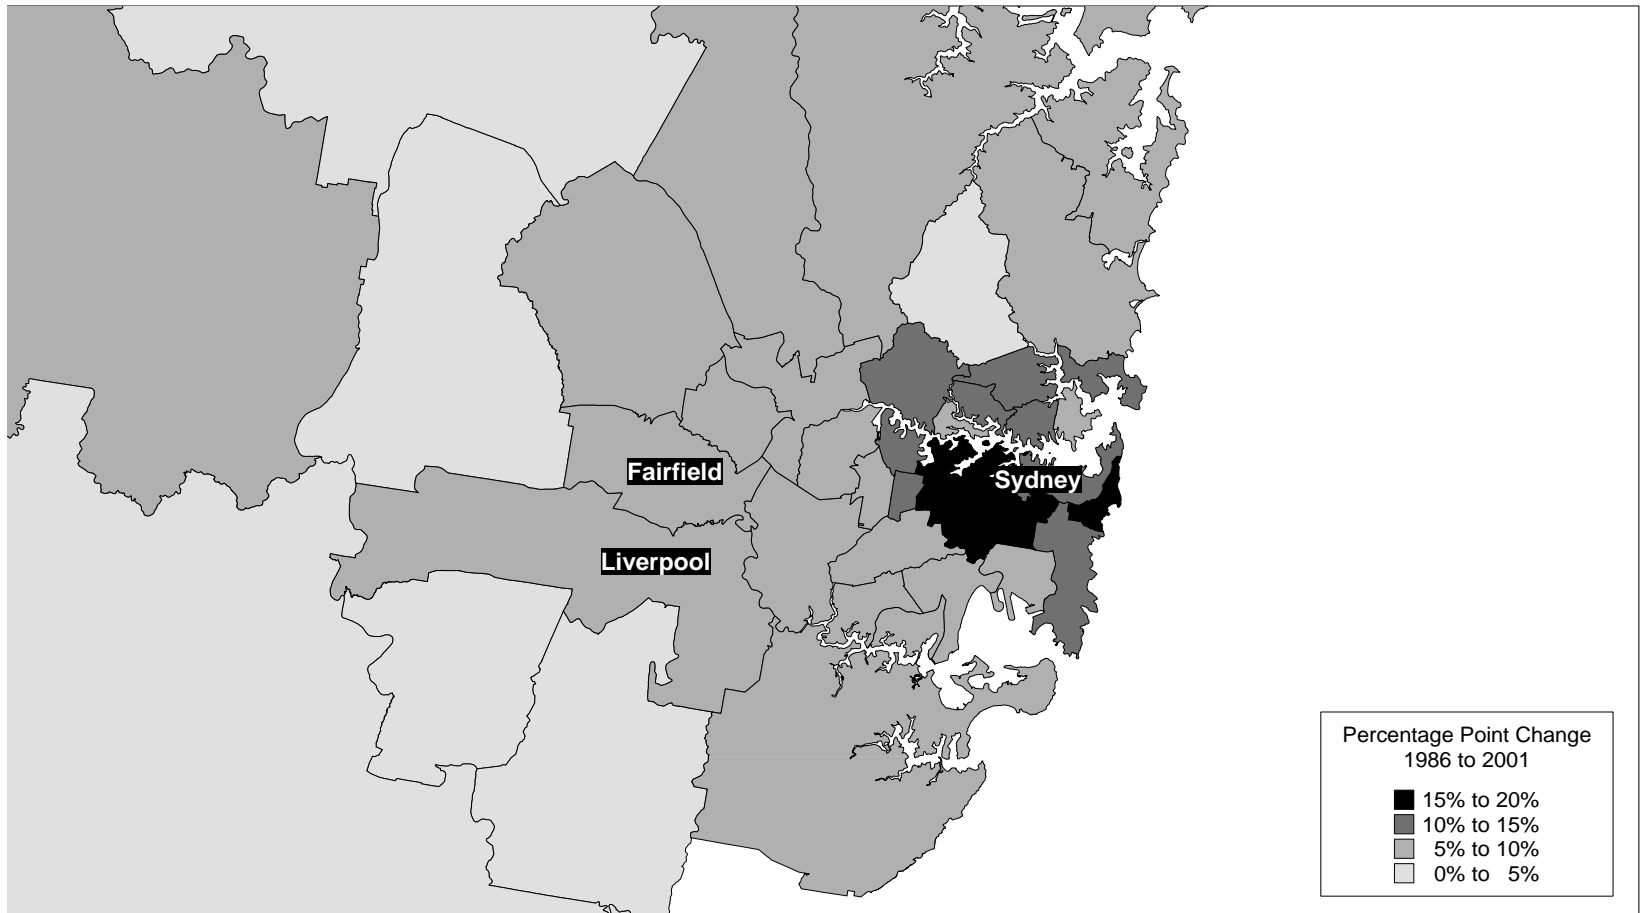 Fairfield
Sydney
Liverpool
Percentage Point Change
1986 to 2001
15% to 20%
10% to 15%
5% to 10%
0% to 5%